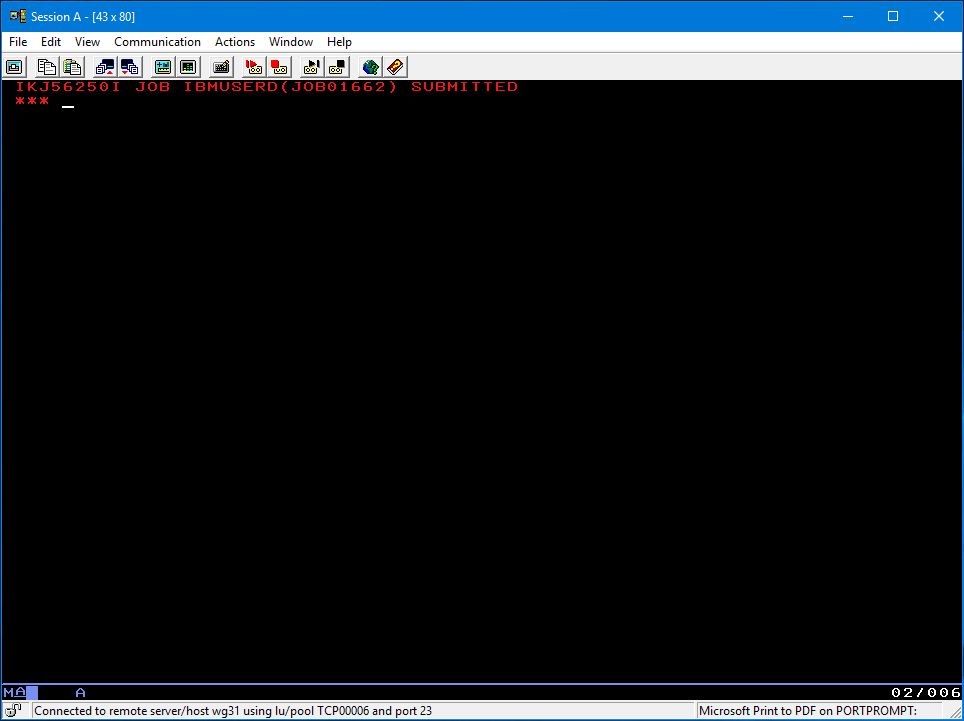 Session A - [43 x 80]
File Edit View Communication Actions Window Help
IKJ56250I JOB IBMUSERD(JOB01662) SUBMITTED
*** _
MA A 02/006
Connected to remote server/host wg31 using lu/pool TCP00006 and port 23 Microsoft Print to PDF on PORTPROMPT: